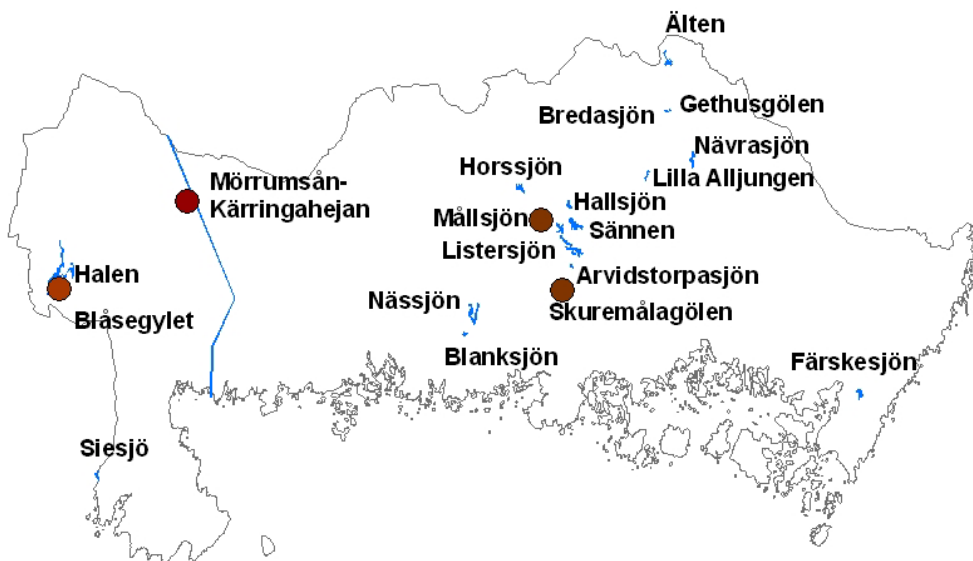 Älten
Gethusgölen
Bredasjön
Nävrasjön
Horssjön
Lilla Alljungen
Mörrumsån-
Kärringahejan
Hallsjön
Mållsjön
Sännen
Listersjön
Halen
Arvidstorpasjön
Nässjön
Skuremålagölen
Blåsegylet
Blanksjön
Färskesjön
Siesjö